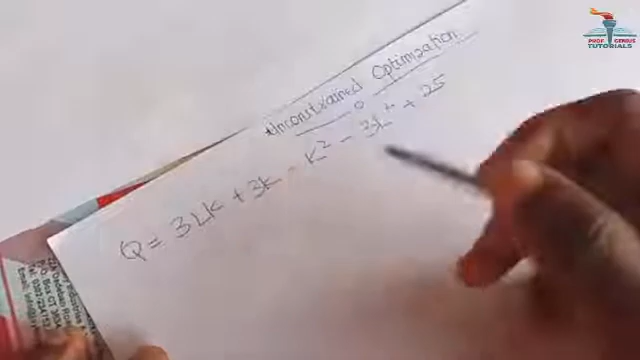 PROF. GENIUS
TUTORIALS
Unconstrained Optimization
Q = 3LK + 3K - K² - 3L² + 25